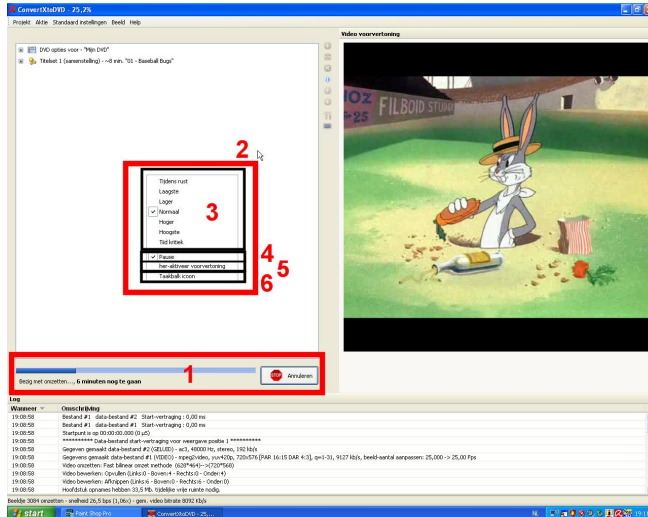 ConvertXtoDVD - 25,2%
Projekt Aktie Standaard instellingen Beeld Help
Video voorvertoning
DVD opties voor - "Mijn DVD"
Titelset 1 (samenstelling) - ~8 min. "01 - Baseball Bugs"
FILBOID STUD
2
Tijdens rust
Laagste
Lager
Normaal
3
Hoger
Hoogste
Tijd kritiek
Pause
4
her-aktiveer voorvertoning
5
Taakbalk icoon
6
1
Bezig met omzetten..., 6 minuten nog te gaan
STOP Annuleren
Log
Wanneer Omschrijving
19:08:58 Bestand #1 data-bestand #2 Start-vertraging : 0,00 ms
19:08:58 Bestand #1 data-bestand #1 Start-vertraging : 0,00 ms
19:08:58 Startpunt is op 00:00:00.000 (0 µS)
19:08:58 ********** Data-bestand start-vertraging voor weergave positie 1 **********
19:08:58 Gegeven gemaakt data-bestand #2 (GELUID) - ac3, 48000 Hz, stereo, 192 kb/s
19:08:58 Gegevens gemaakt data-bestand #1 (VIDEO) - mpeg2video, yuv420p, 720x576 [PAR 16:15 DAR 4:3], q=1-31, 9127 kb/s, beeld-aantal aanpassen: 25,000 -> 25,00 Fps
19:08:58 Video omzetten: Fast bilinear omzet methode (628*464)-->(720*568)
19:08:58 Video bewerken: Opvullen (Links:0 - Boven:4 - Rechts:0 - Onder:4)
19:08:58 Video bewerken: Afknippen (Links:6 - Boven:0 - Rechts:6 - Onder:0)
19:08:58 Hoofdstuk opnames hebben 33,5 Mb. tijdelijke vrije ruimte nodig.
Beeldje 3084 omzetten - snelheid 26,5 bps (1,06x) - gem. video bitrate 8092 Kb/s
start Paint Shop Pro ConvertXtoDVD - 25,... NL